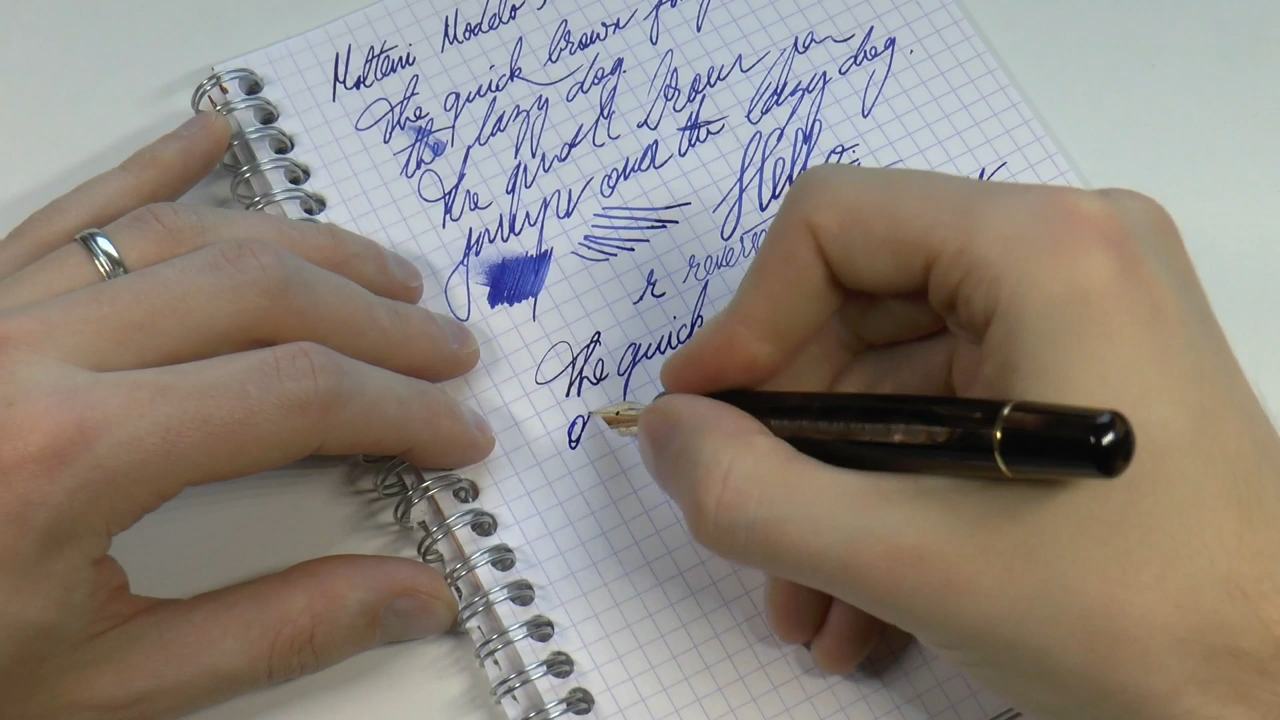 Molteni Modelo
The quick brown
the lazy dog.
The quick brown
jumps over the lazy dog.
Hello.
r reverse
The quick
o